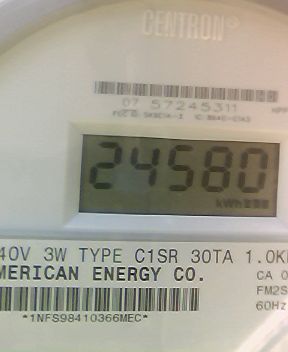 CENTRON®
07 57245311
24580
kWh
40V 3W TYPE C1SR 30TA 1.0K
MERICAN ENERGY CO.
CA 0
FM2S
60Hz
*1NFS98410366MEC*